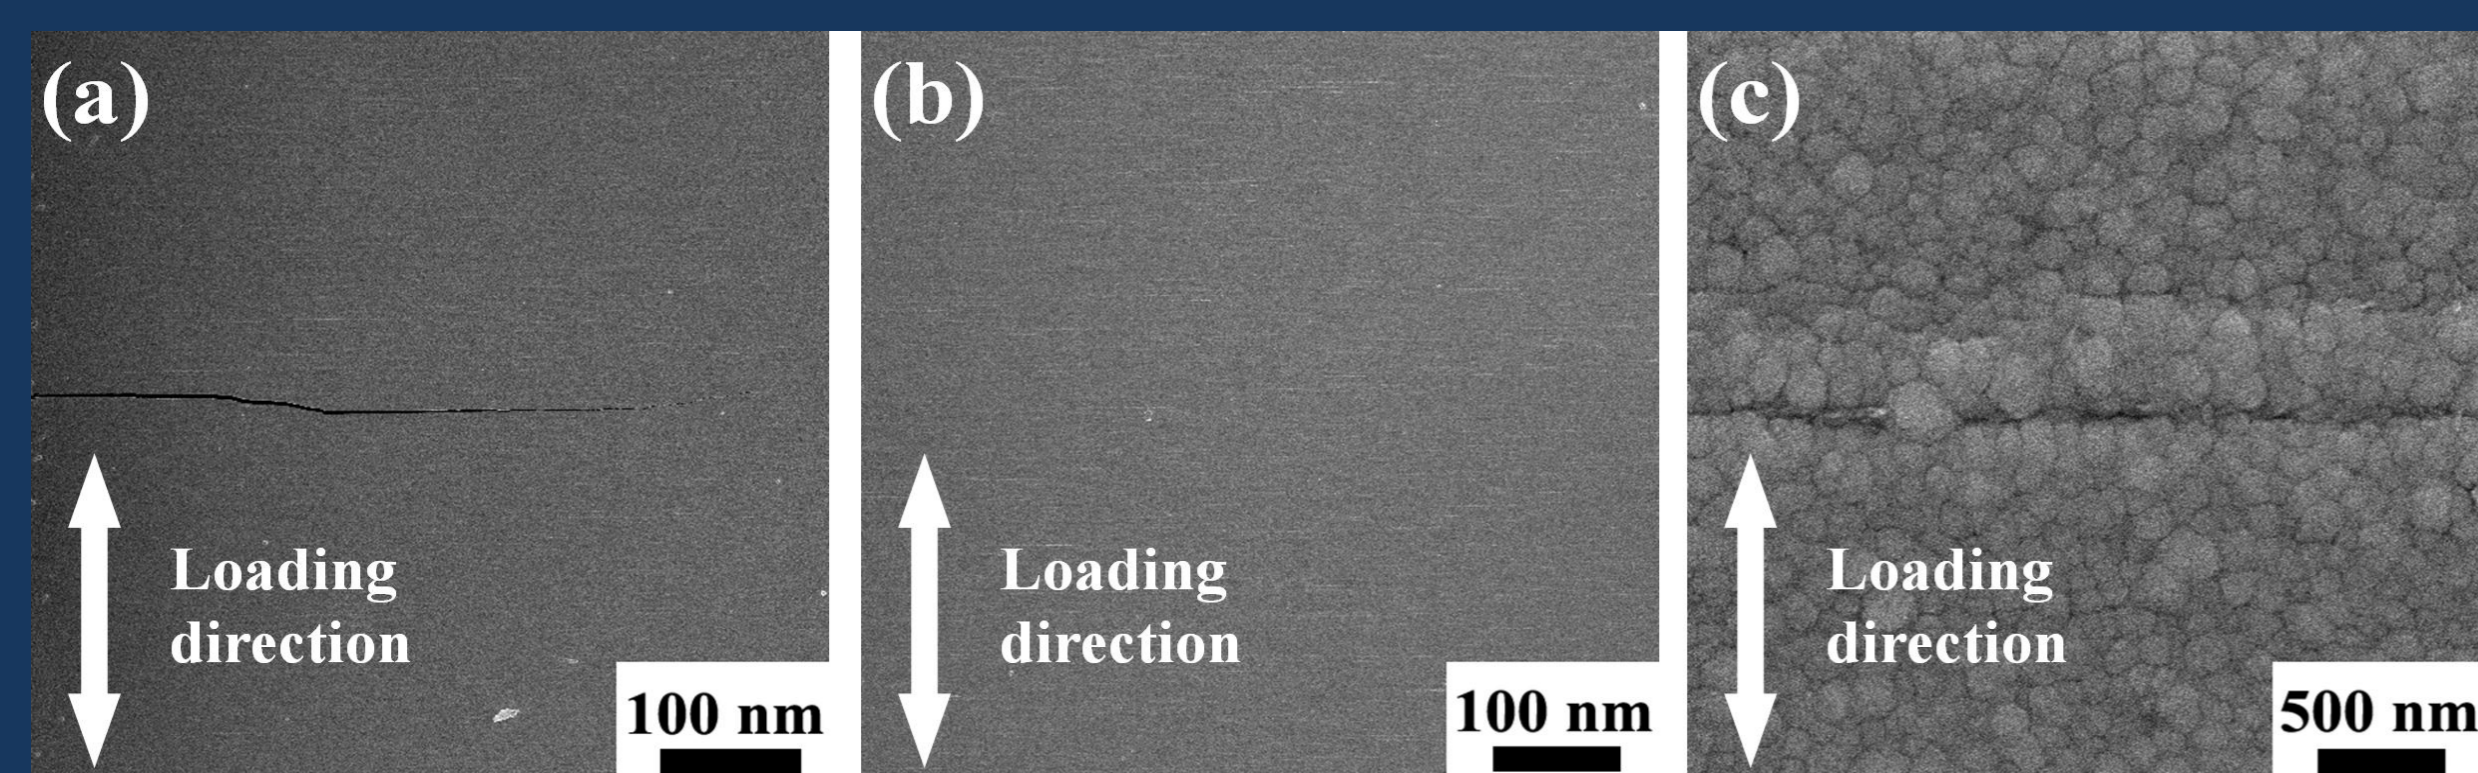 (a)
Loading
direction
100 nm
(b)
Loading
direction
100 nm
(c)
Loading
direction
500 nm